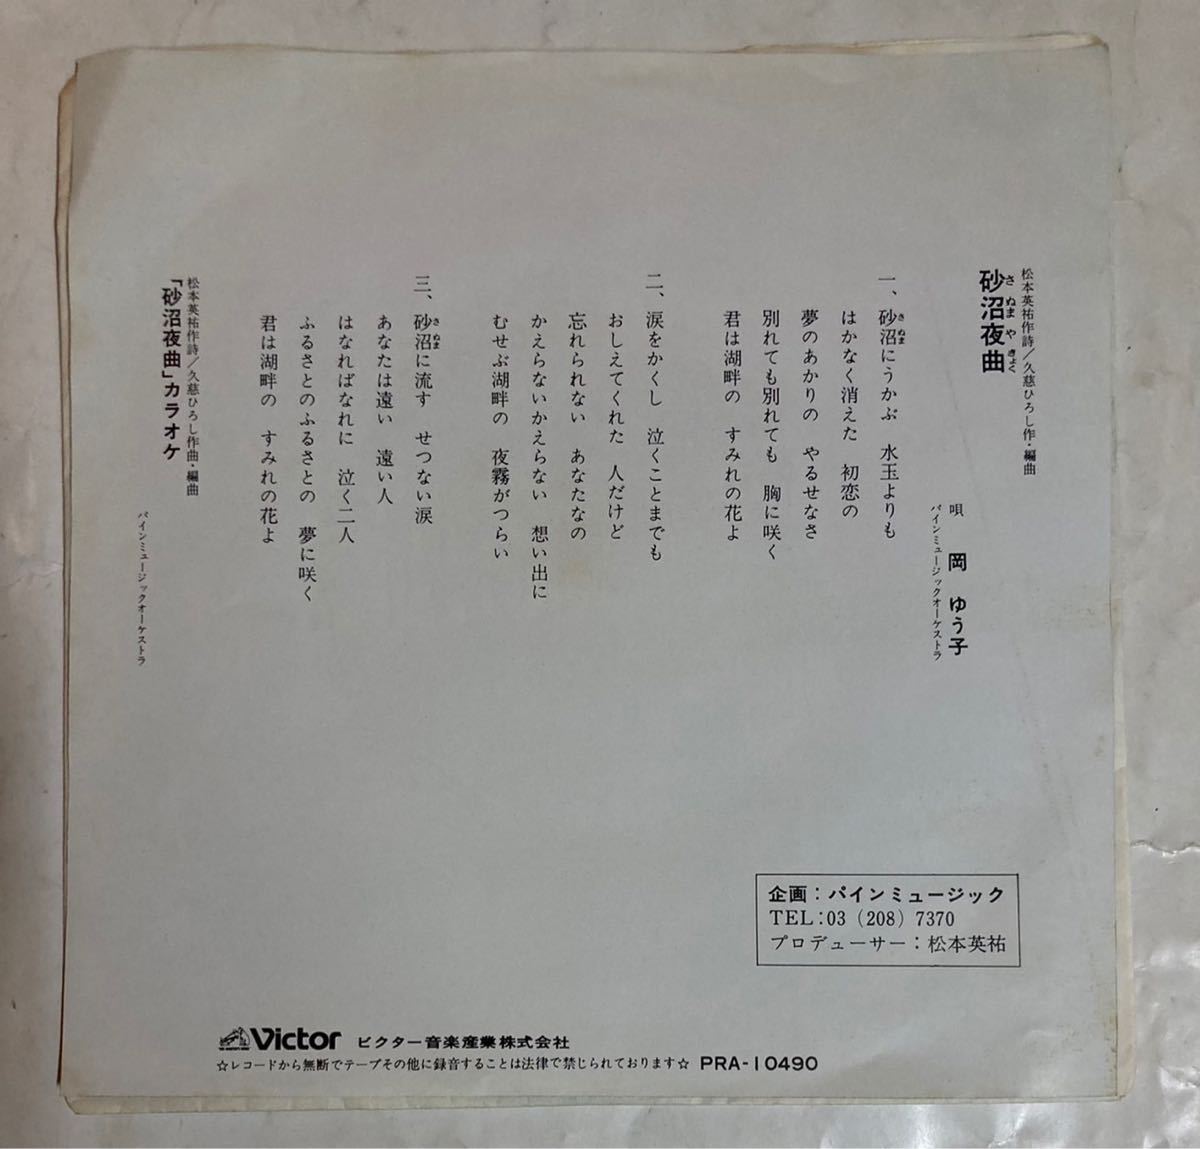 松本英祐作詩/久慈ひろし作・編曲
砂沼夜曲
さぬまやきょく
唄 岡 ゆう子
パインミュージックオーケストラ
一、砂沼にうかぶ 水玉よりも
さぬま
はかなく消えた 初恋の
夢のあかりの やるせなさ
別れても別れても 胸に咲く
君は湖畔の すみれの花よ
二、涙をかくし 泣くことまでも
おしえてくれた 人だけど
忘れられない あなたなの
かえらないかえらない 想い出に
むせぶ湖畔の 夜霧がつらい
三、砂沼に流す せつない涙
さぬま
あなたは遠い 遠い人
はなればなれに 泣く二人
ふるさとのふるさとの 夢に咲く
君は湖畔の すみれの花よ
松本英祐作詩/久慈ひろし作曲・編曲
「砂沼夜曲」カラオケ
パインミュージックオーケストラ
企画:パインミュージック
TEL:03(208)7370
プロデューサー:松本英祐
Victor ビクター音楽産業株式会社
☆レコードから無断でテープその他に録音することは法律で禁じられております☆ PRA-10490